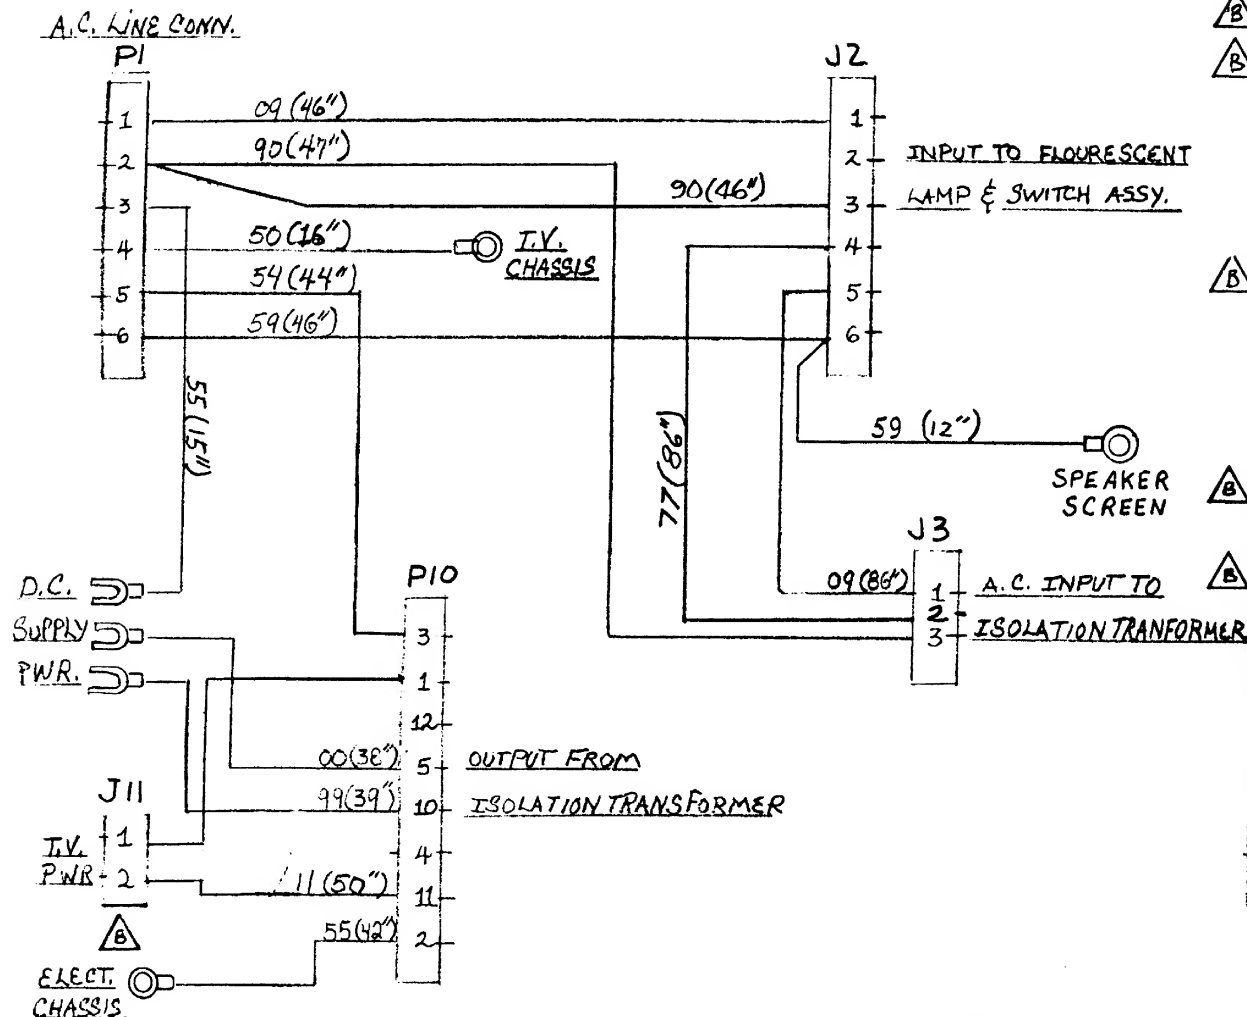 A.C. LINE CONN.
P1
1
2
3
4
5
6
09 (46")
90 (47")
50 (16")
54 (44")
59 (46")
55 (15")
T.V.
CHASSIS
90 (46")
J2
1
2
3
4
5
6
INPUT TO FLOURESCENT
LAMP & SWITCH ASSY.
B
B
B
B
B
77 (86")
59 (12")
SPEAKER
SCREEN
J3
09 (86")
1
2
3
A.C. INPUT TO
ISOLATION TRANFORMER
D.C.
SUPPLY
PWR.
P10
3
1
12
5
10
4
11
2
99 (39")
11 (50")
55 (42")
OUTPUT FROM
ISOLATION TRANSFORMER
J11
1
2
T.V.
PWR
B
ELECT.
CHASSIS